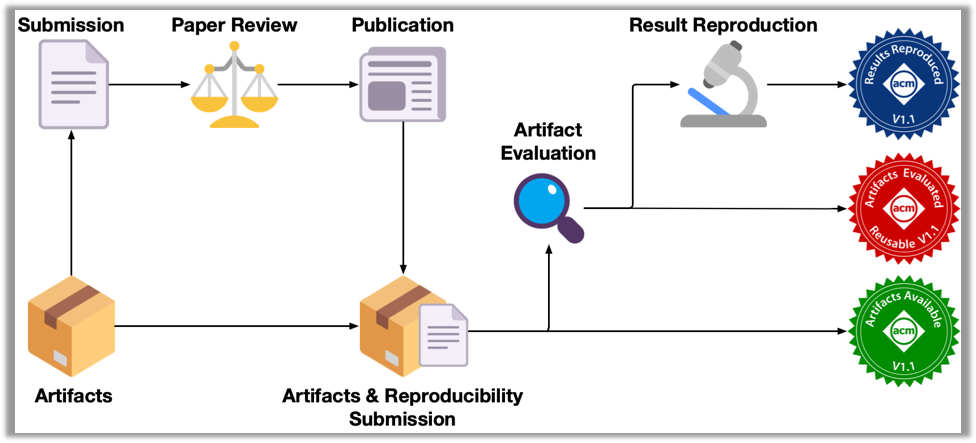 Submission
Paper Review
Publication
Result Reproduction
Results Reproduced
acm
V1.1
Artifact
Evaluation
Artifacts Evaluated
acm
Reusable V1.1
Artifacts Available
acm
V1.1
Artifacts
Artifacts & Reproducibility
Submission